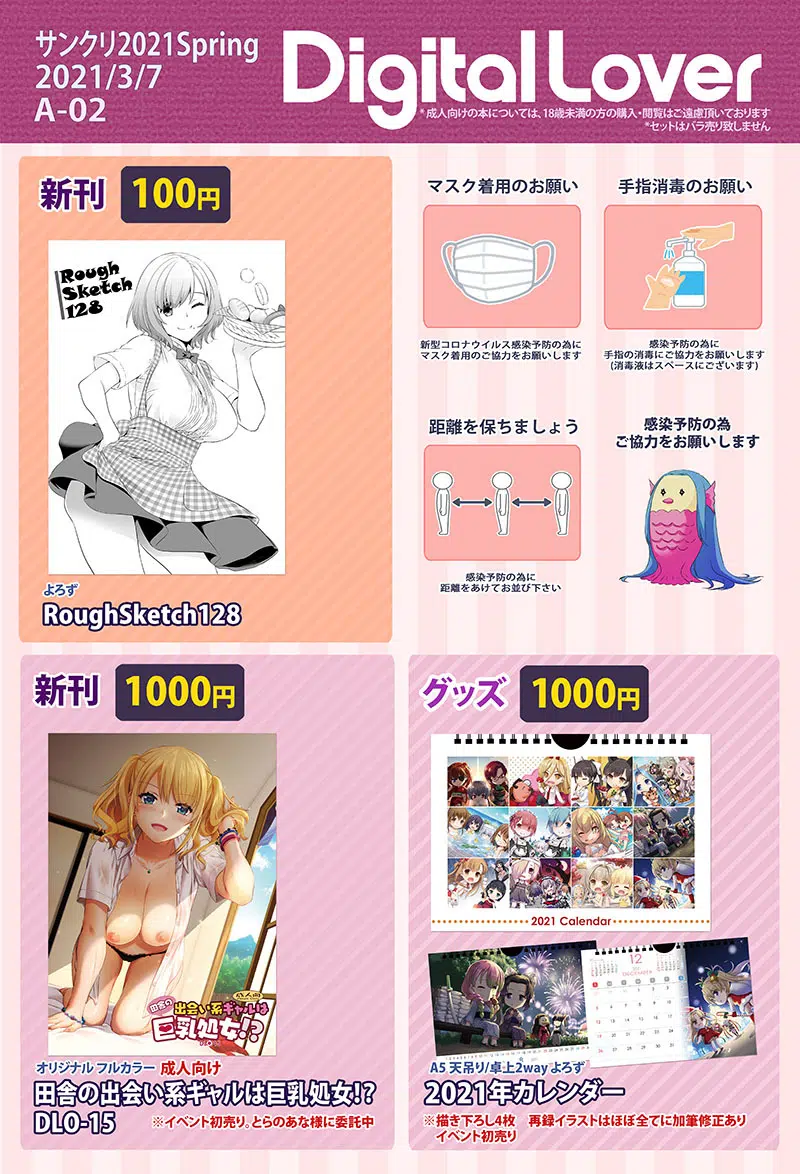 サンクリ2021Spring
2021/3/7
A-02
Digital Lover
*成人向けの本については、18歳未満の方の購入・閲覧はご遠慮頂いております
*セットはバラ売り致しません
新刊 100円
Rough
Sketch
128
よろず
RoughSketch128
マスク着用のお願い
新型コロナウイルス感染予防の為に
マスク着用のご協力をお願いします
手指消毒のお願い
感染予防の為に
手指の消毒にご協力をお願いします
(消毒液はスペースにございます)
距離を保ちましょう
感染予防の為に
距離をあけてお並び下さい
感染予防の為
ご協力をお願いします
新刊 1000円
成人向
田舎の出会い系ギャルは
巨乳処女!?
オリジナル フルカラー 成人向け
田舎の出会い系ギャルは巨乳処女!?
DLO-15
※イベント初売り。とらのあな様に委託中
グッズ 1000円
2021 Calendar
12
DECEMBER
A5 天吊り/卓上2way よろず
2021年カレンダー
※描き下ろし4枚 再録イラストはほぼ全てに加筆修正あり
イベント初売り